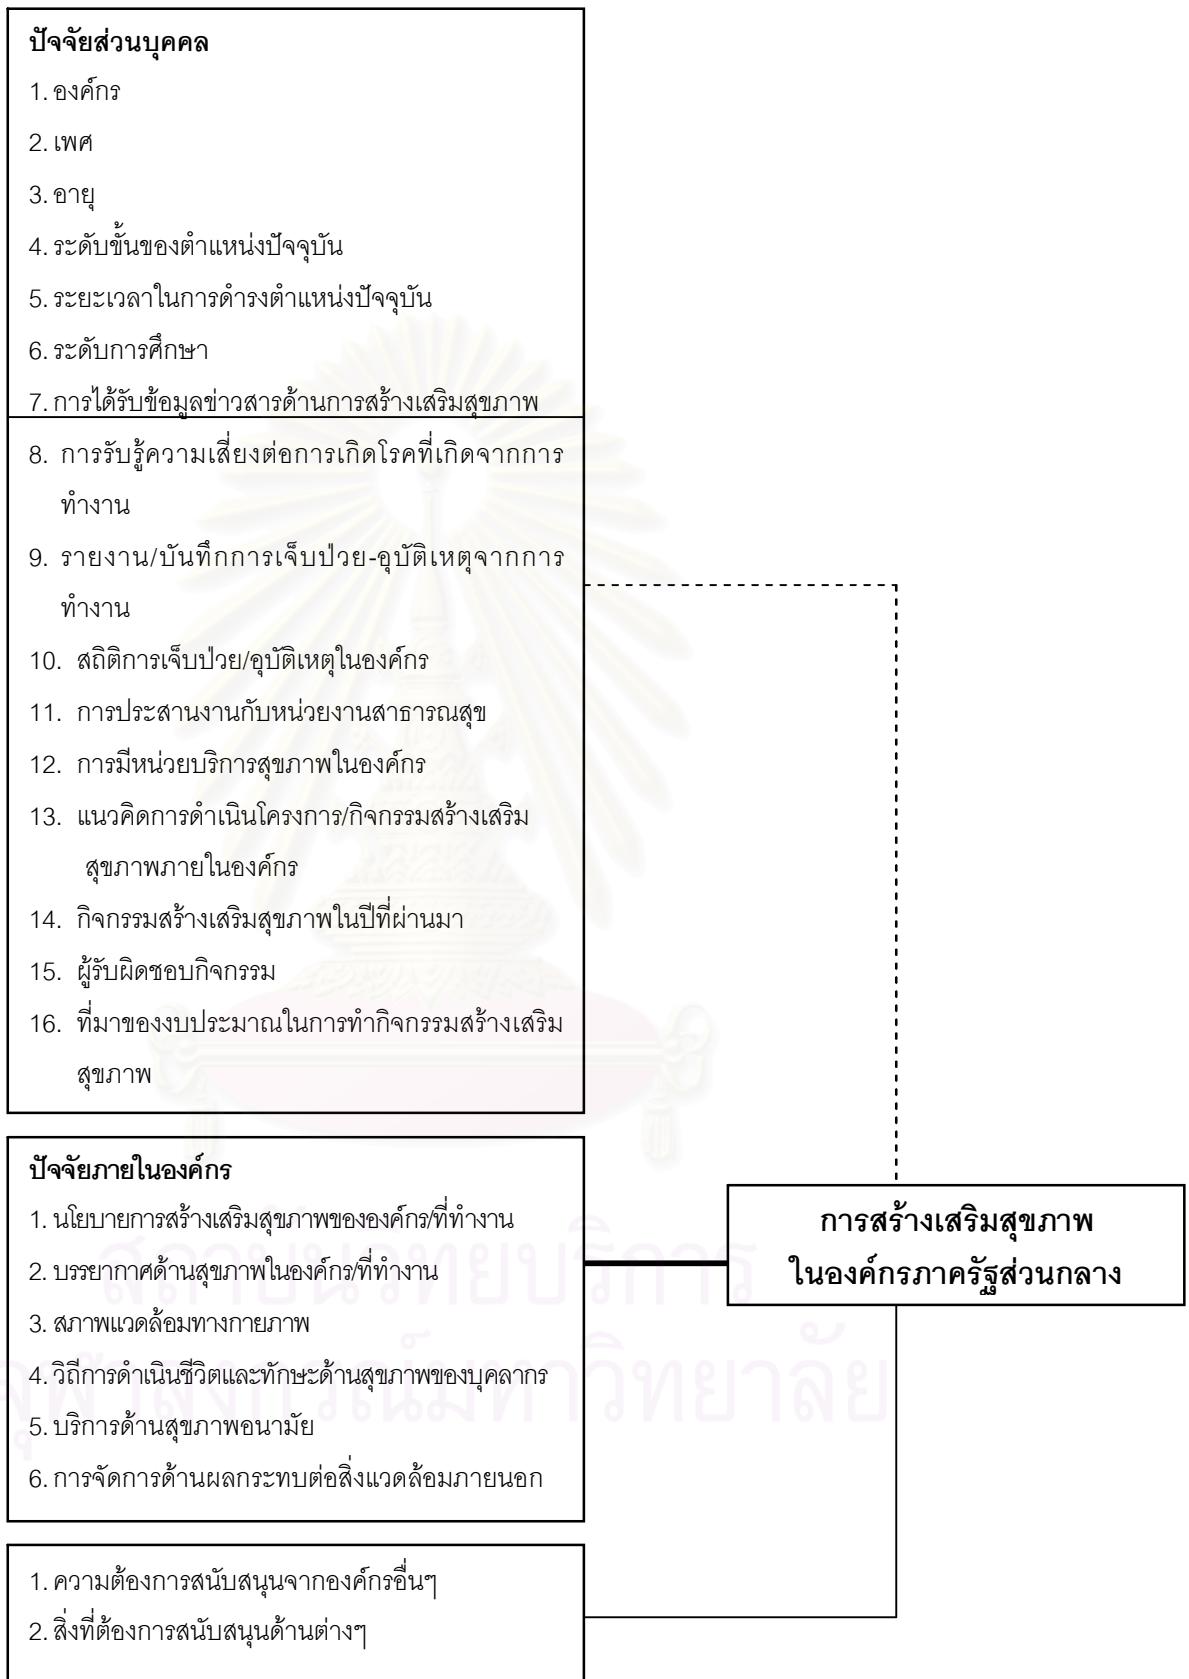 ปัจจัยส่วนบุคคล
1. องค์กร
2. เพศ
3. อายุ
4. ระดับขั้นของตำแหน่งปัจจุบัน
5. ระยะเวลาในการดำรงตำแหน่งปัจจุบัน
6. ระดับการศึกษา
7. การได้รับข้อมูลข่าวสารด้านการสร้างเสริมสุขภาพ
8. การรับรู้ความเสี่ยงต่อการเกิดโรคที่เกิดจากการ
ทำงาน
9. รายงาน/บันทึกการเจ็บป่วย-อุบัติเหตุจากการ
ทำงาน
10. สถิติการเจ็บป่วย/อุบัติเหตุในองค์กร
11. การประสานงานกับหน่วยงานสาธารณสุข
12. การมีหน่วยบริการสุขภาพในองค์กร
13. แนวคิดการดำเนินโครงการ/กิจกรรมสร้างเสริม
สุขภาพภายในองค์กร
14. กิจกรรมสร้างเสริมสุขภาพในปีที่ผ่านมา
15. ผู้รับผิดชอบกิจกรรม
16. ที่มาของงบประมาณในการทำกิจกรรมสร้างเสริม
สุขภาพ
ปัจจัยภายในองค์กร
1. นโยบายการสร้างเสริมสุขภาพขององค์กร/ที่ทำงาน
2. บรรยากาศด้านสุขภาพในองค์กร/ที่ทำงาน
3. สภาพแวดล้อมทางกายภาพ
4. วิถีการดำเนินชีวิตและทักษะด้านสุขภาพของบุคลากร
5. บริการด้านสุขภาพอนามัย
6. การจัดการด้านผลกระทบต่อสิ่งแวดล้อมภายนอก
การสร้างเสริมสุขภาพ
ในองค์กรภาครัฐส่วนกลาง
1. ความต้องการสนับสนุนจากองค์กรอื่นๆ
2. สิ่งที่ต้องการสนับสนุนด้านต่างๆ
สถาบันวิทยบริการ
จุฬาลงกรณ์มหาวิทยาลัย